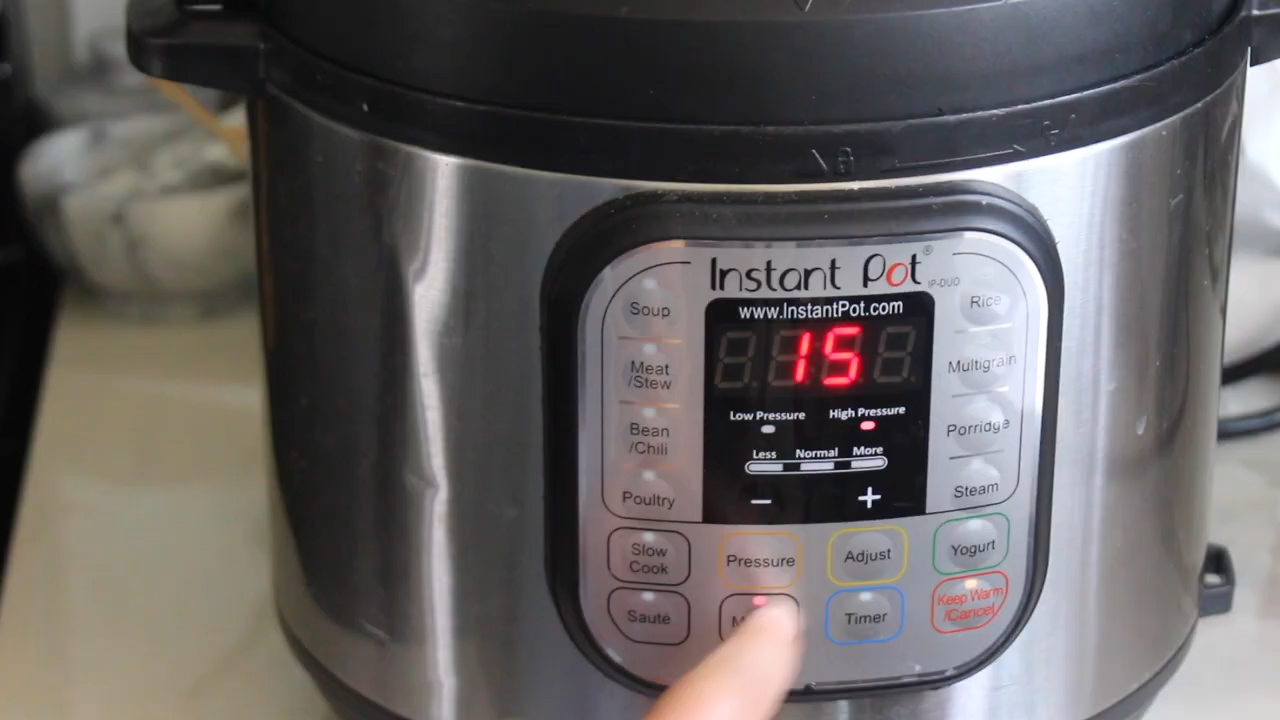 Instant Pot®
IP-DUO
www.InstantPot.com
15
Low Pressure High Pressure
Less Normal More
− +
Soup
Meat
/Stew
Bean
/Chili
Poultry
Rice
Multigrain
Porridge
Steam
Slow
Cook
Pressure
Adjust
Yogurt
Sauté
Timer
Keep Warm
/Cancel